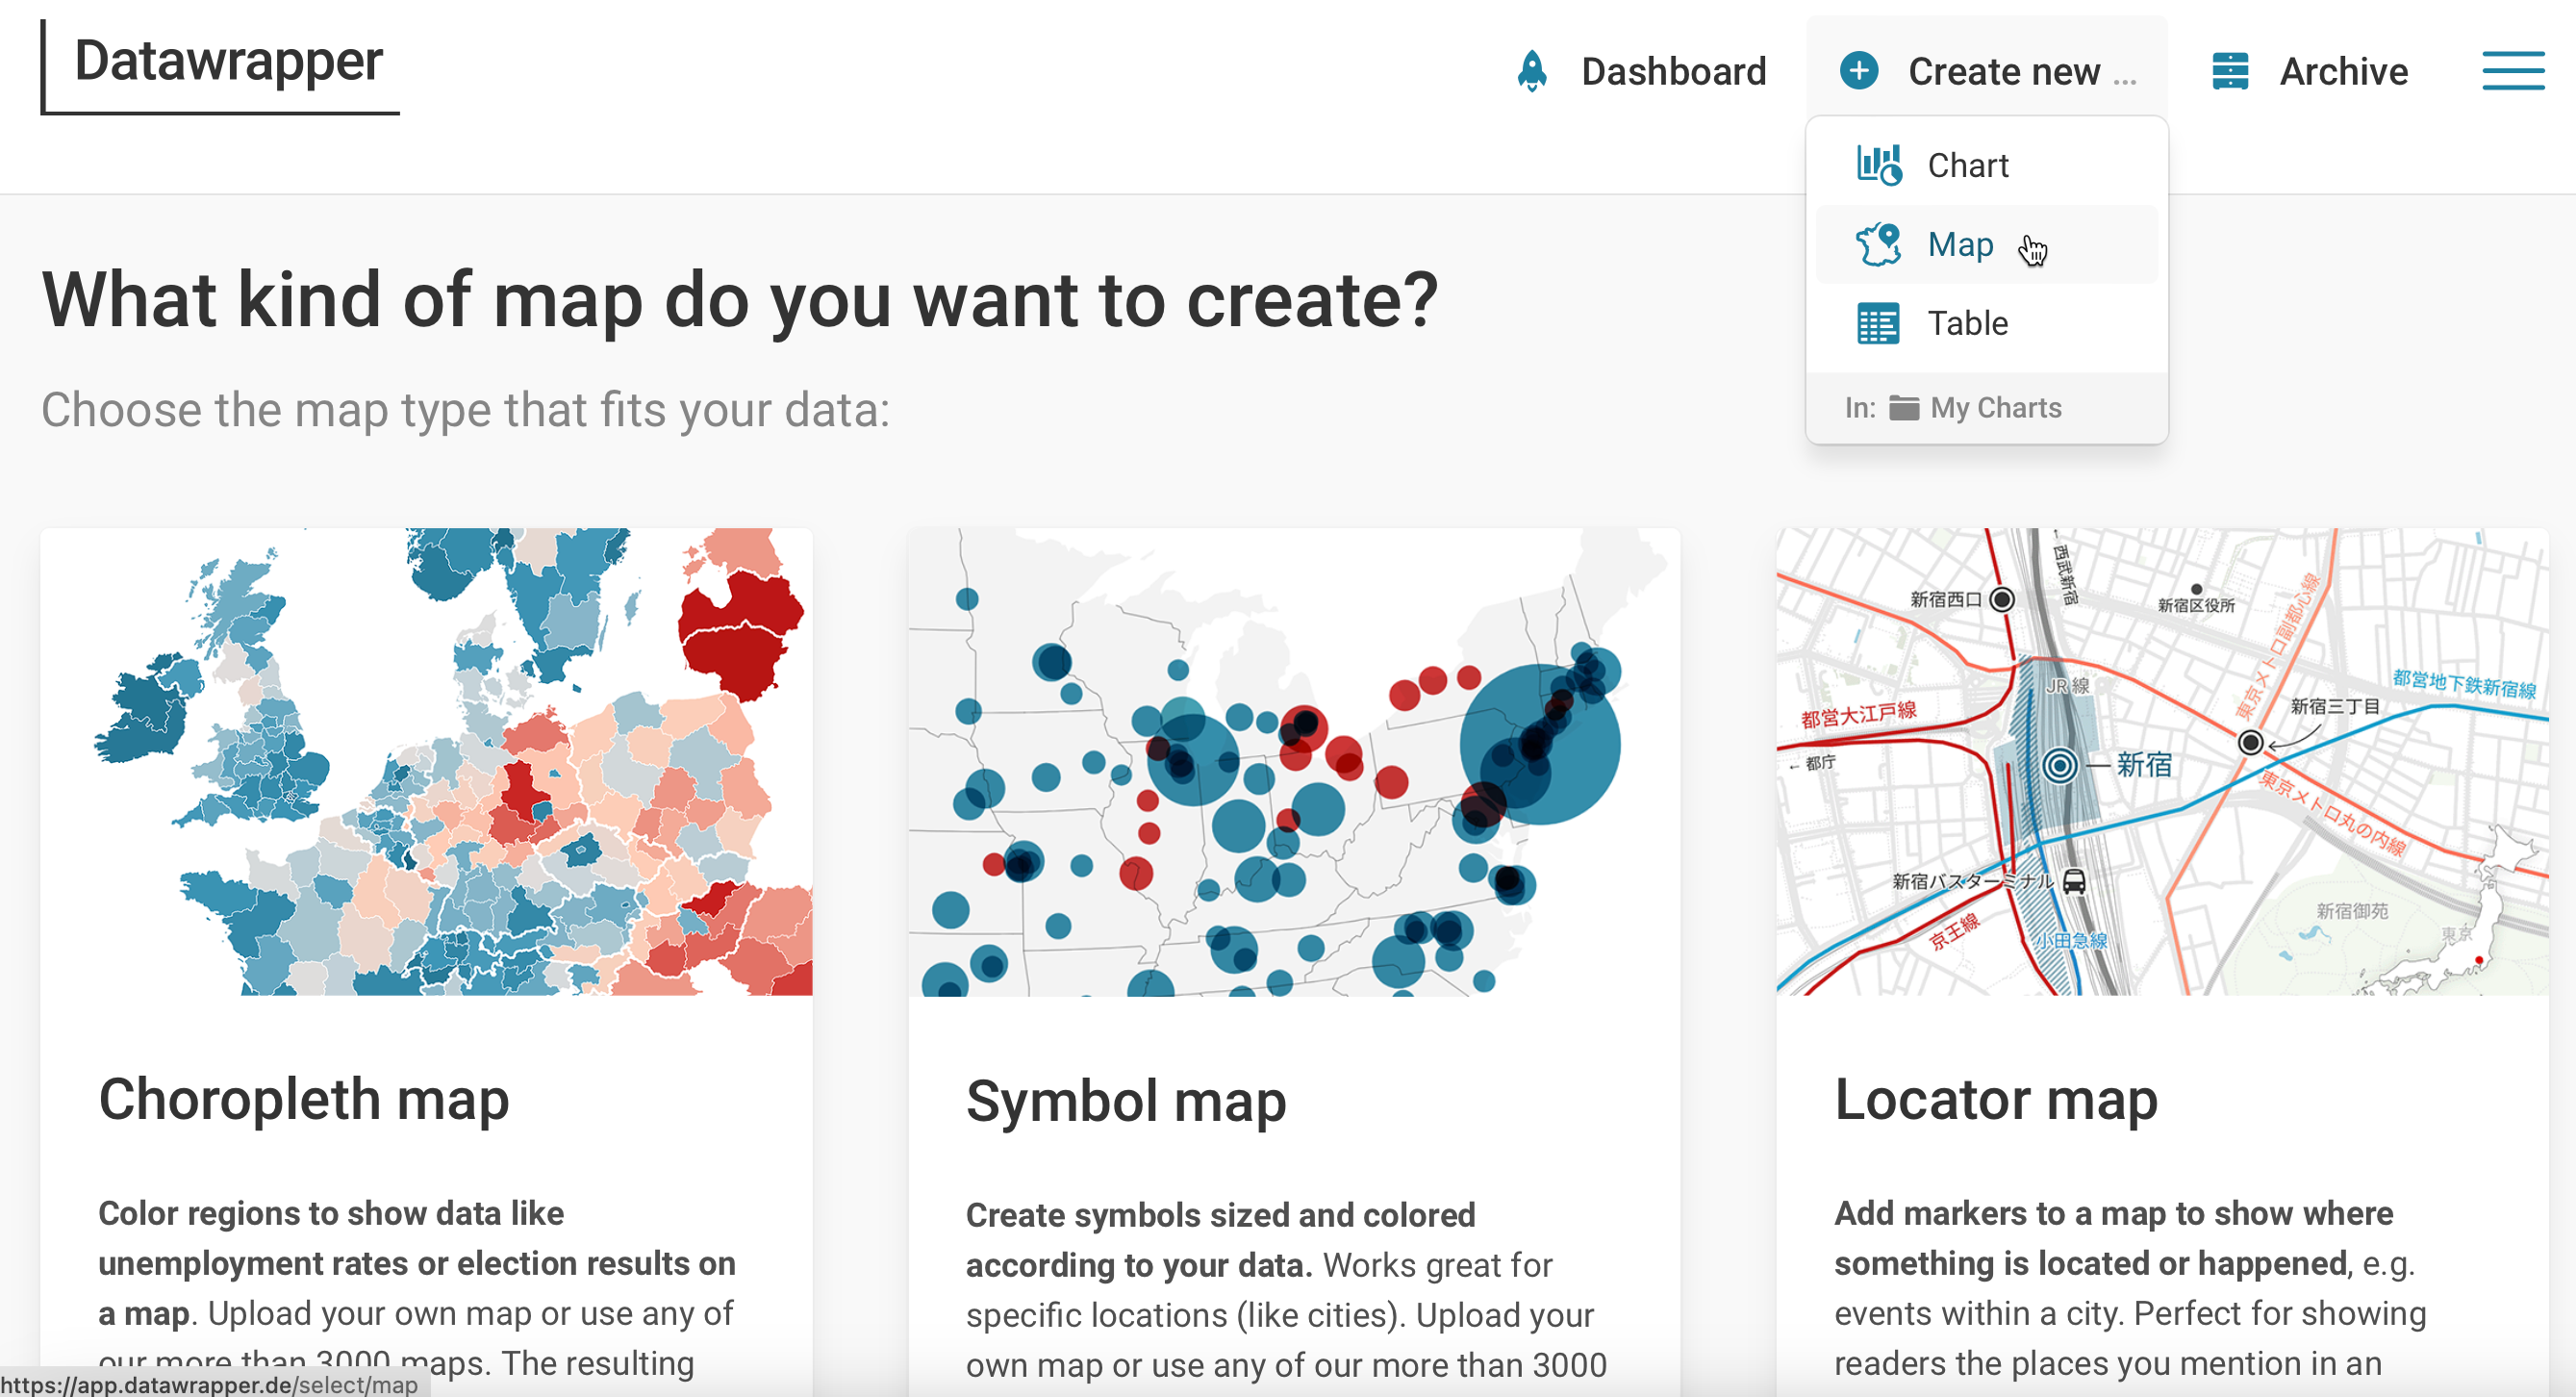 Datawrapper
Dashboard
Create new ...
Archive
Chart
Map
Table
In: My Charts
What kind of map do you want to create?
Choose the map type that fits your data:
新宿西口
←西武新宿
新宿区役所
東京メトロ副都心線
JR 線
都営地下鉄新宿線
都営大江戸線
新宿三丁目
← 都庁
新宿
東京メトロ丸の内線
新宿バスターミナル
京王線
小田急線
新宿御苑
東京
Choropleth map
Color regions to show data like
unemployment rates or election results on
a map. Upload your own map or use any of
our more than 3000 maps. The resulting
Symbol map
Create symbols sized and colored
according to your data. Works great for
specific locations (like cities). Upload your
own map or use any of our more than 3000
Locator map
Add markers to a map to show where
something is located or happened, e.g.
events within a city. Perfect for showing
readers the places you mention in an
https://app.datawrapper.de/select/map